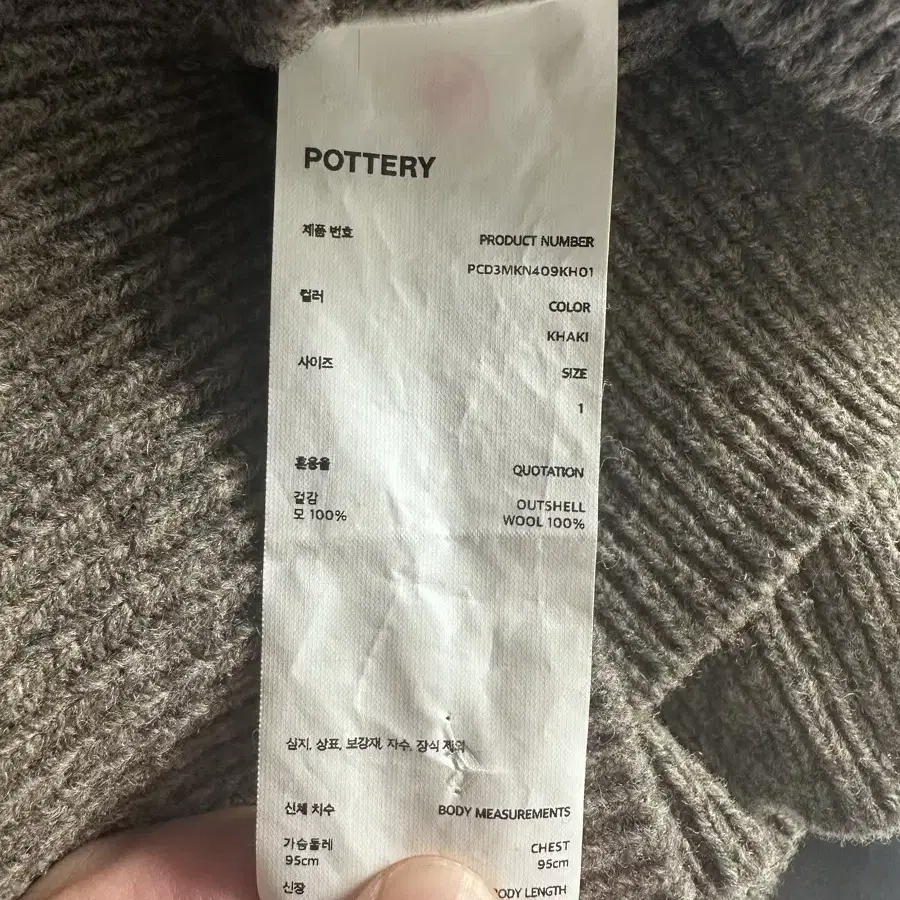 POTTERY
제품 번호 PRODUCT NUMBER
PCD3MKN409KH01
컬러 COLOR
KHAKI
사이즈 SIZE
1
혼용율 QUOTATION
겉감 OUTSHELL
모 100% WOOL 100%
심지, 상표, 보강재, 자수, 장식 제외
신체 치수 BODY MEASUREMENTS
가슴둘레 CHEST
95cm 95cm
신장 BODY LENGTH